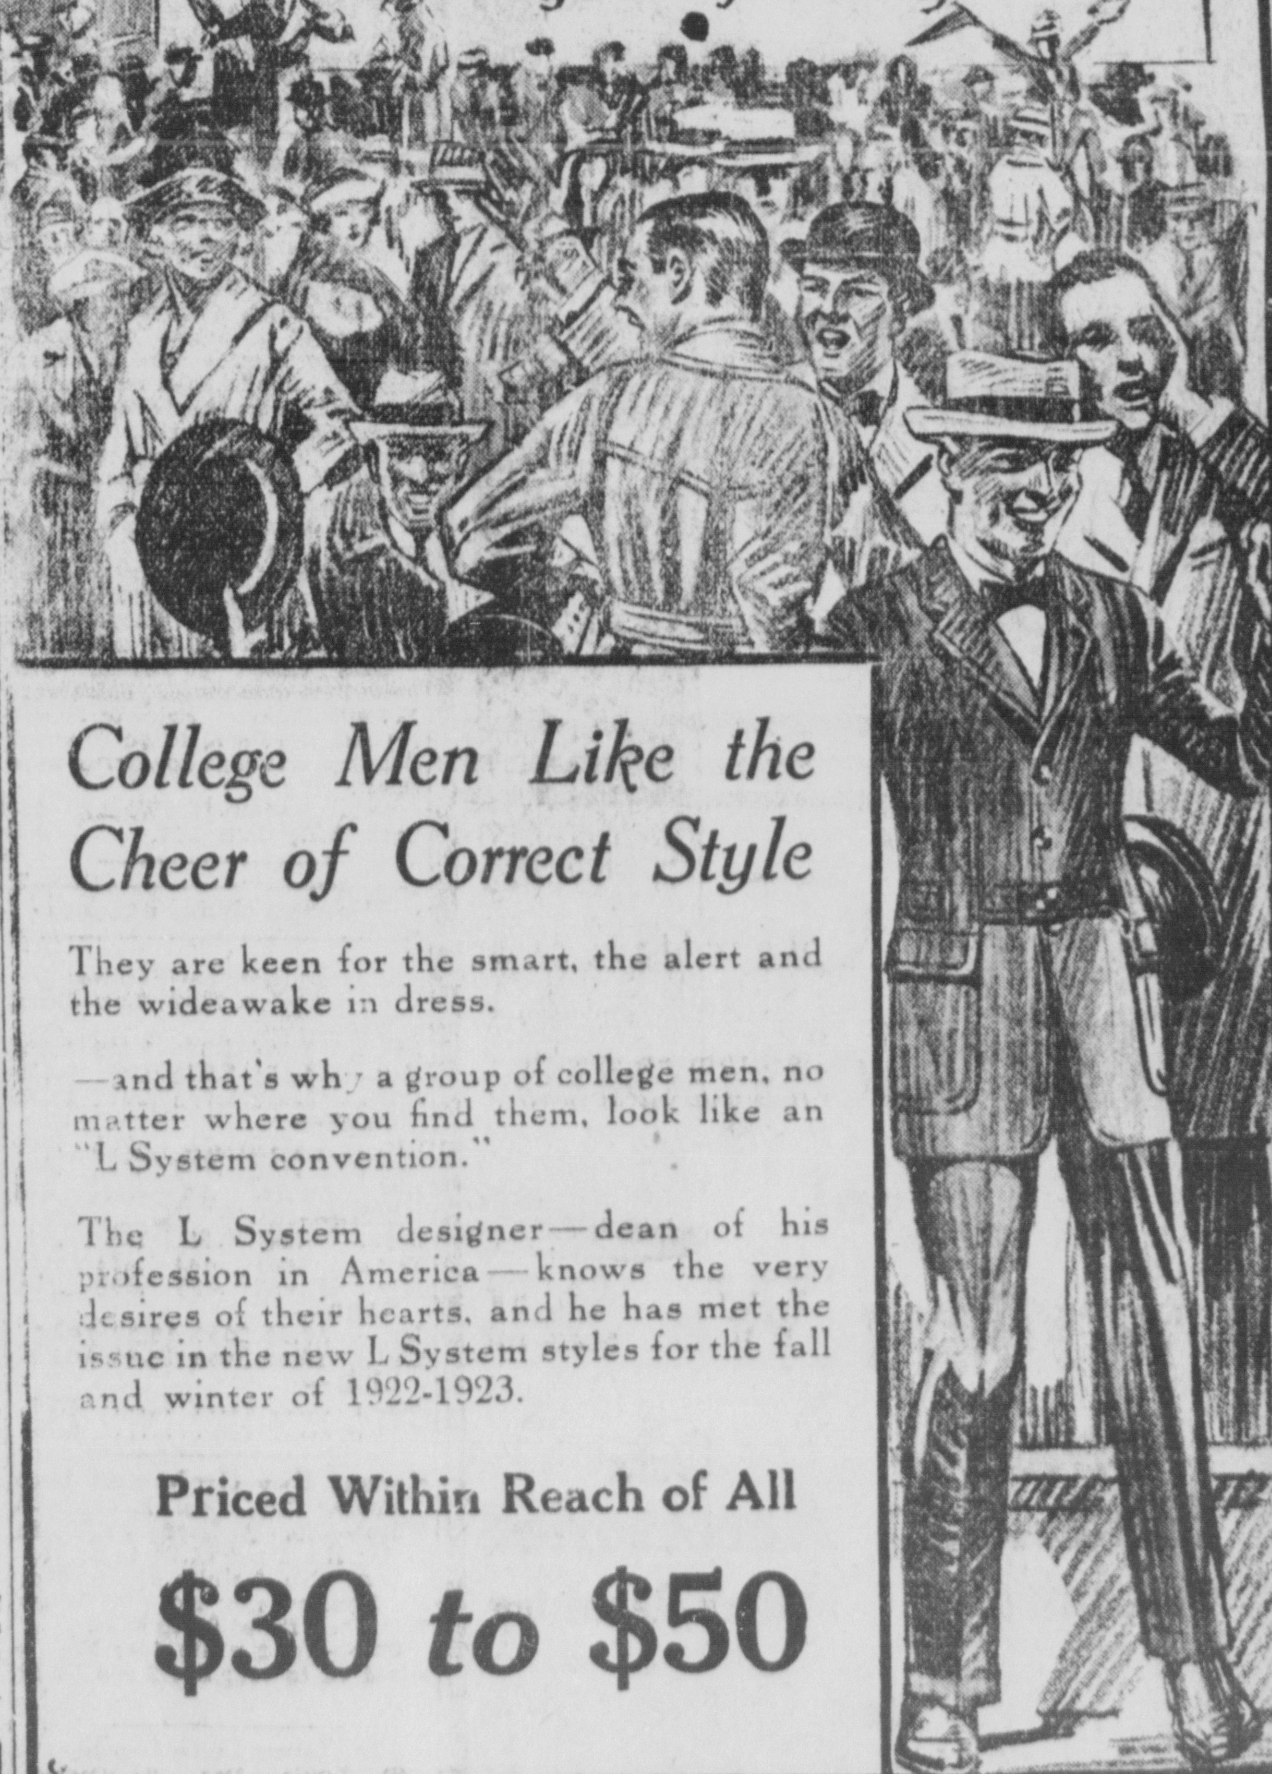 College Men Like the
Cheer of Correct Style
They are keen for the smart, the alert and
the wideawake in dress.
—and that's why a group of college men, no
matter where you find them, look like an
"L System convention."
The L System designer—dean of his
profession in America—knows the very
desires of their hearts, and he has met the
issue in the new L System styles for the fall
and winter of 1922-1923.
Priced Within Reach of All
$30 to $50